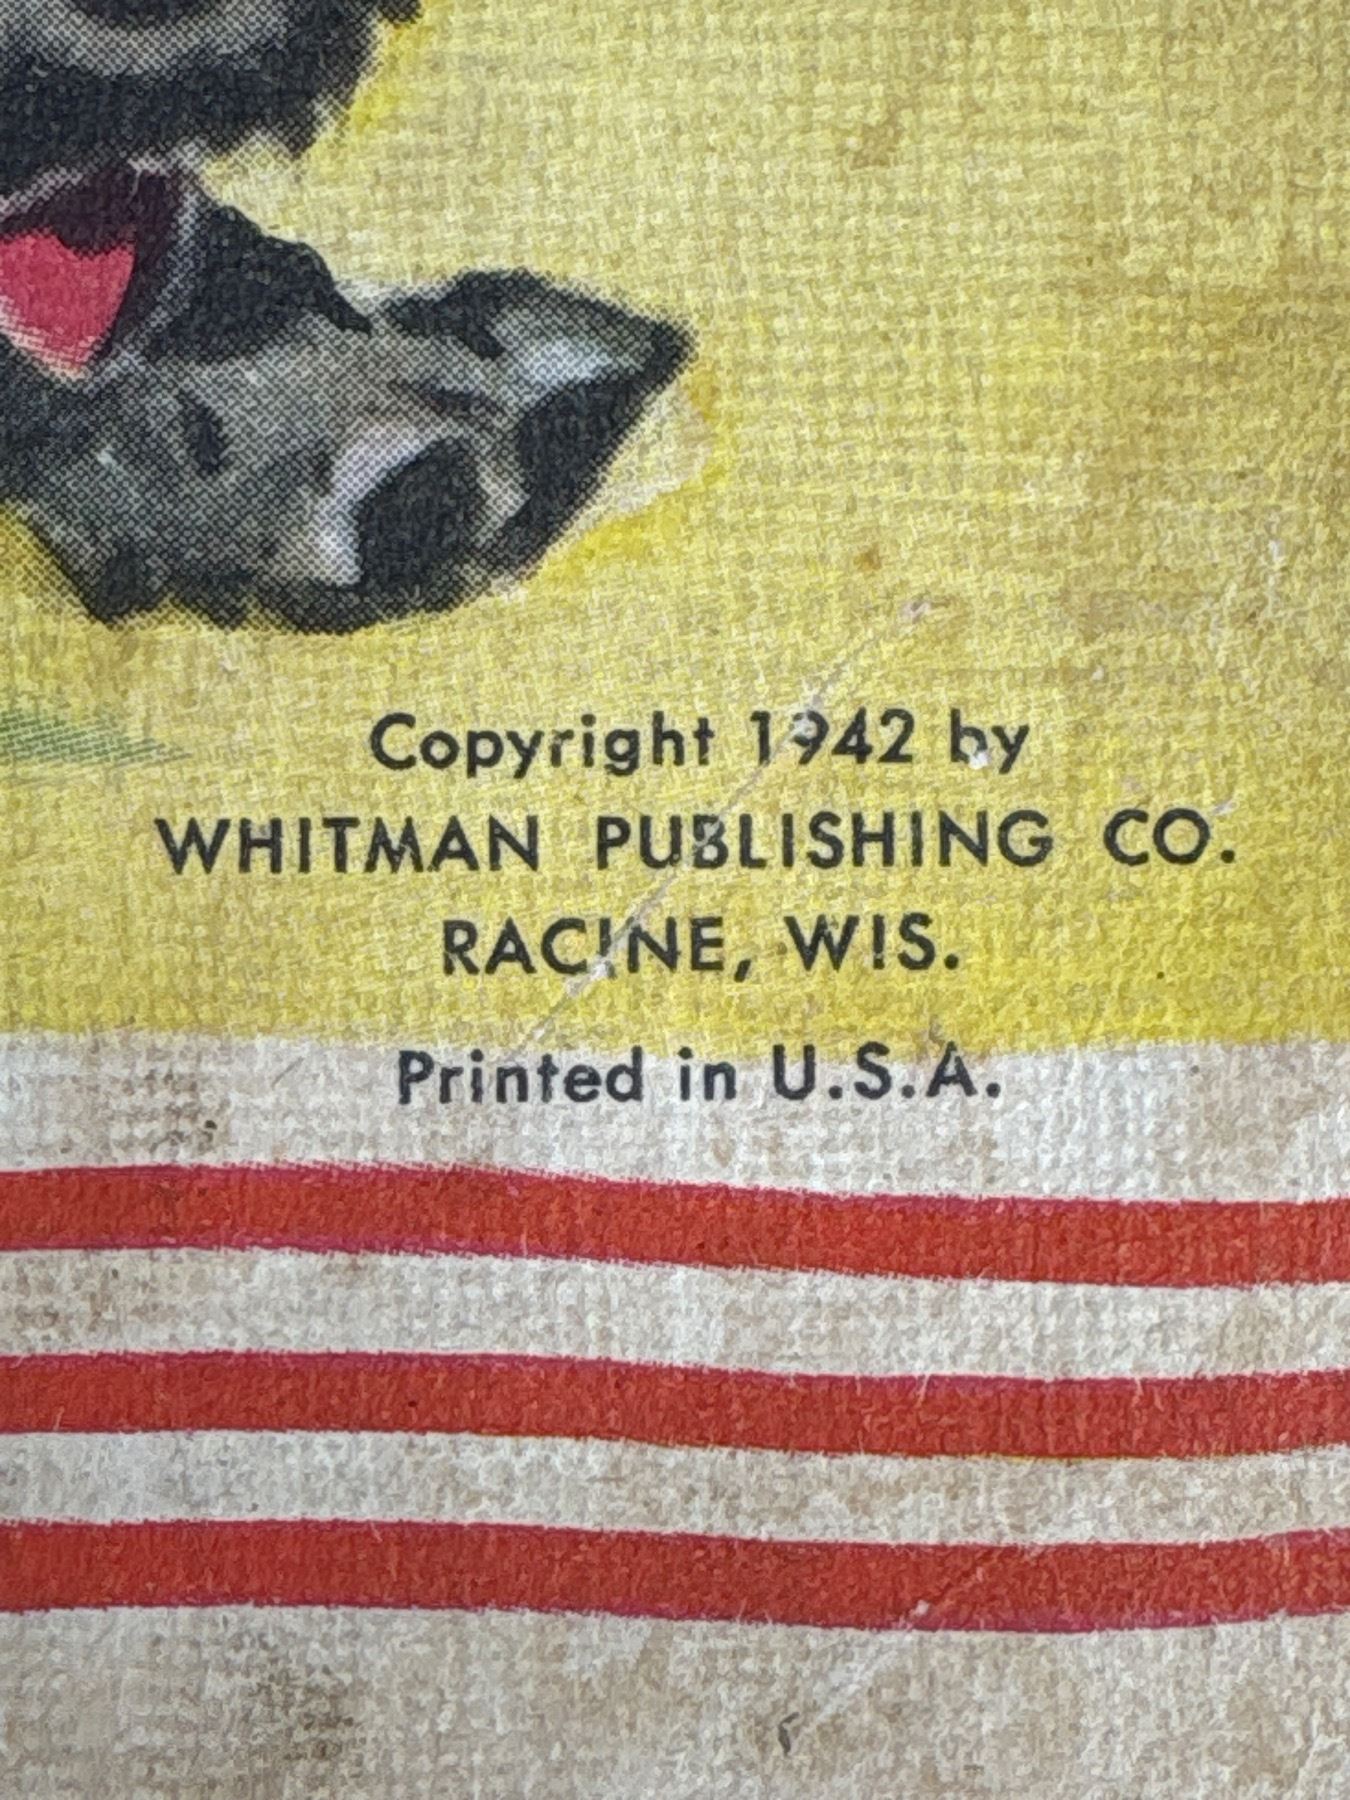 Copyright 1942 by
WHITMAN PUBLISHING CO.
RACINE, WIS.
Printed in U.S.A.